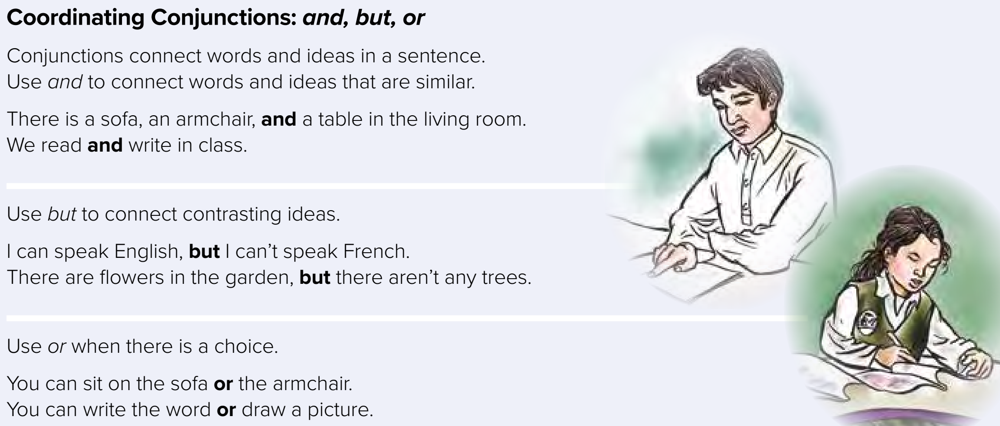 Coordinating Conjunctions: and, but, or
Conjunctions connect words and ideas in a sentence.
Use and to connect words and ideas that are similar.
There is a sofa, an armchair, and a table in the living room.
We read and write in class.
Use but to connect contrasting ideas.
I can speak English, but I can’t speak French.
There are flowers in the garden, but there aren’t any trees.
Use or when there is a choice.
You can sit on the sofa or the armchair.
You can write the word or draw a picture.